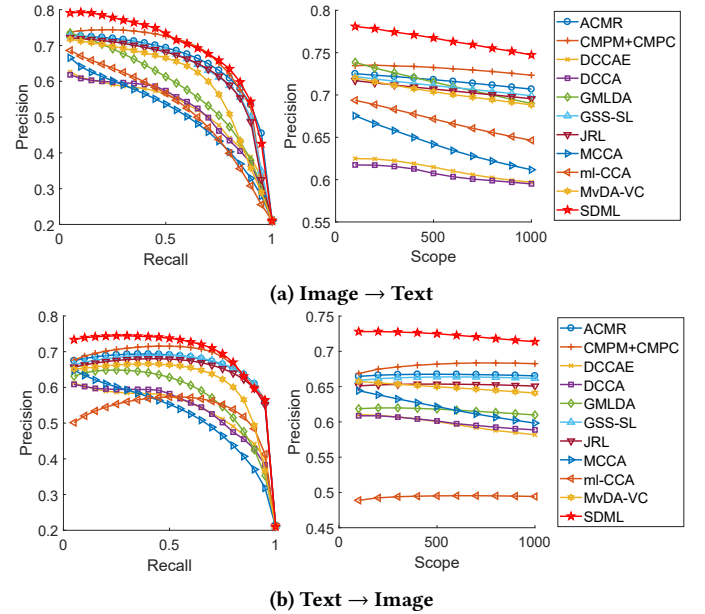 0.8
0.7
0.6
0.5
0.4
0.3
0.2
Precision
0
0.5
1
Recall
0.8
0.75
0.7
0.65
0.6
0.55
Precision
500
1000
Scope
ACMR
CMPM+CMPC
DCCAE
DCCA
GMLDA
GSS-SL
JRL
MCCA
ml-CCA
MvDA-VC
SDML
(a) Image → Text
0.8
0.7
0.6
0.5
0.4
0.3
0.2
Precision
0
0.5
1
Recall
0.75
0.7
0.65
0.6
0.55
0.5
0.45
Precision
500
1000
Scope
ACMR
CMPM+CMPC
DCCAE
DCCA
GMLDA
GSS-SL
JRL
MCCA
ml-CCA
MvDA-VC
SDML
(b) Text → Image